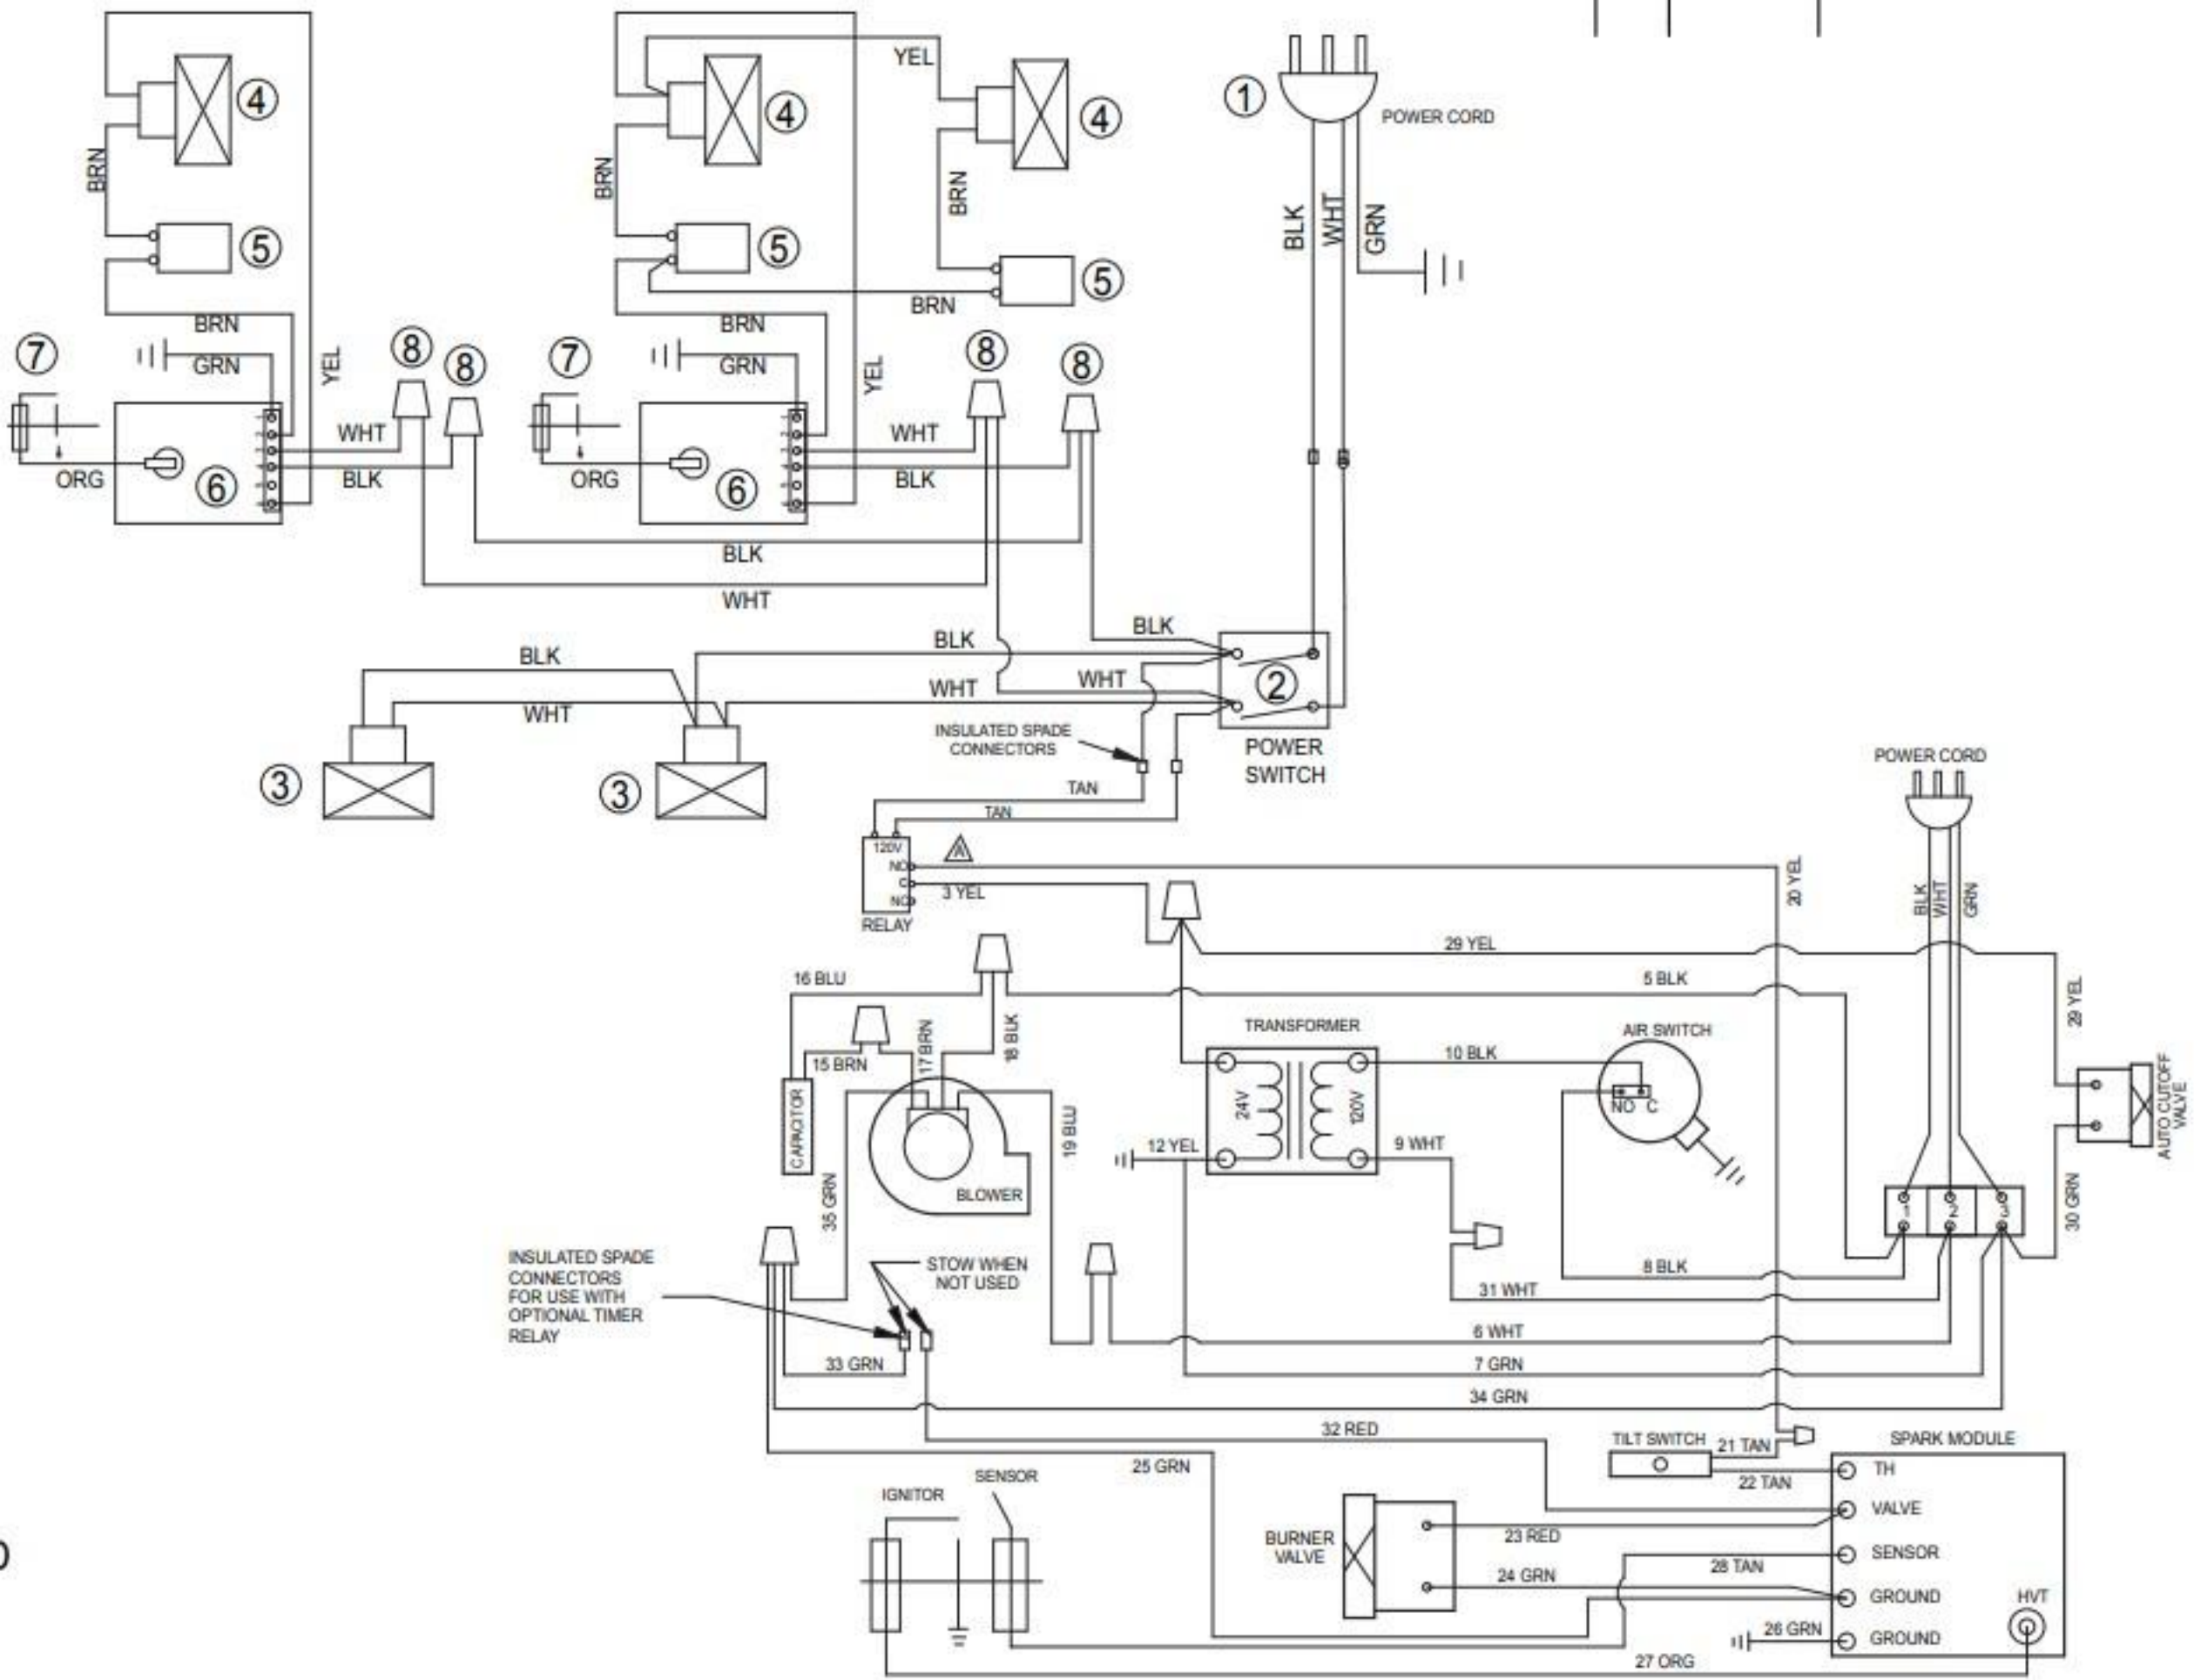 YEL
4
4
4
1
POWER CORD
BRN
BRN
BRN
BLK
WHT
GRN
5
5
5
BRN
BRN
BRN
7
GRN
YEL
8
8
7
GRN
YEL
8
8
WHT
WHT
ORG
6
BLK
ORG
6
BLK
BLK
WHT
BLK
BLK
BLK
WHT
WHT
WHT
2
INSULATED SPADE
CONNECTORS
POWER
SWITCH
3
3
TAN
TAN
POWER CORD
120V
NO
C
NC
A
3 YEL
RELAY
20 YEL
BLK
WHT
GRN
29 YEL
16 BLU
5 BLK
29 YEL
15 BRN
17 BRN
18 BLK
TRANSFORMER
10 BLK
AIR SWITCH
NO C
CAPACITOR
24V
120V
19 BLU
12 YEL
9 WHT
AUTO CUTOFF
VALVE
35 GRN
BLOWER
1
2
3
30 GRN
INSULATED SPADE
CONNECTORS
FOR USE WITH
OPTIONAL TIMER
RELAY
STOW WHEN
NOT USED
8 BLK
31 WHT
6 WHT
33 GRN
7 GRN
34 GRN
32 RED
TILT SWITCH
21 TAN
SPARK MODULE
25 GRN
SENSOR
22 TAN
TH
IGNITOR
VALVE
BURNER
VALVE
23 RED
28 TAN
SENSOR
24 GRN
GROUND
HVT
26 GRN
GROUND
27 ORG